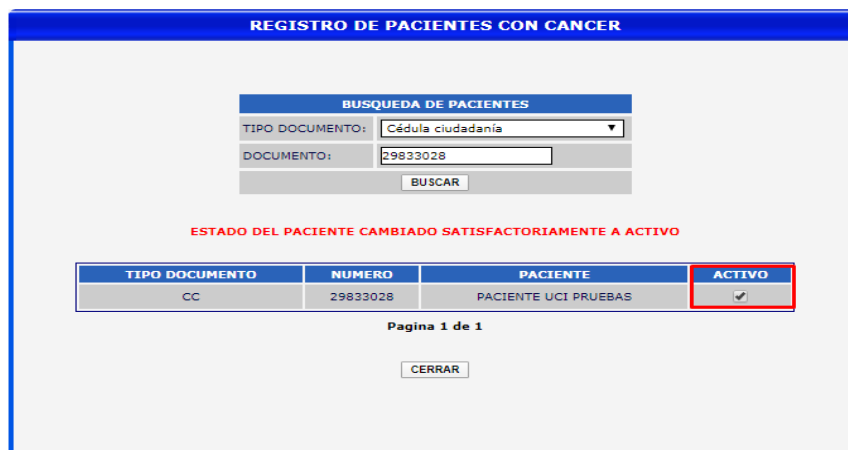 REGISTRO DE PACIENTES CON CANCER
BUSQUEDA DE PACIENTES
TIPO DOCUMENTO: Cédula ciudadanía
DOCUMENTO: 29833028
BUSCAR
ESTADO DEL PACIENTE CAMBIADO SATISFACTORIAMENTE A ACTIVO
TIPO DOCUMENTO NUMERO PACIENTE ACTIVO
CC 29833028 PACIENTE UCI PRUEBAS
Pagina 1 de 1
CERRAR